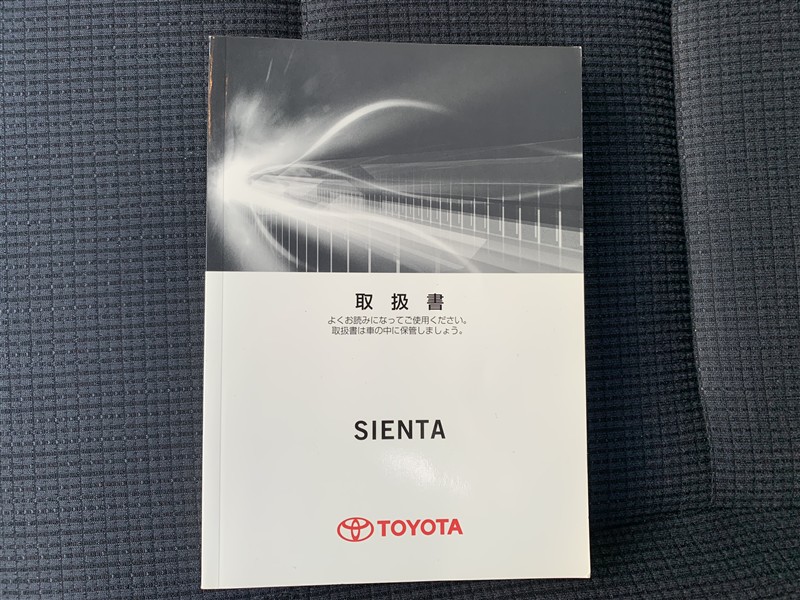 取扱書
よくお読みになってご使用ください。
取扱書は車の中に保管しましょう。
SIENTA
TOYOTA